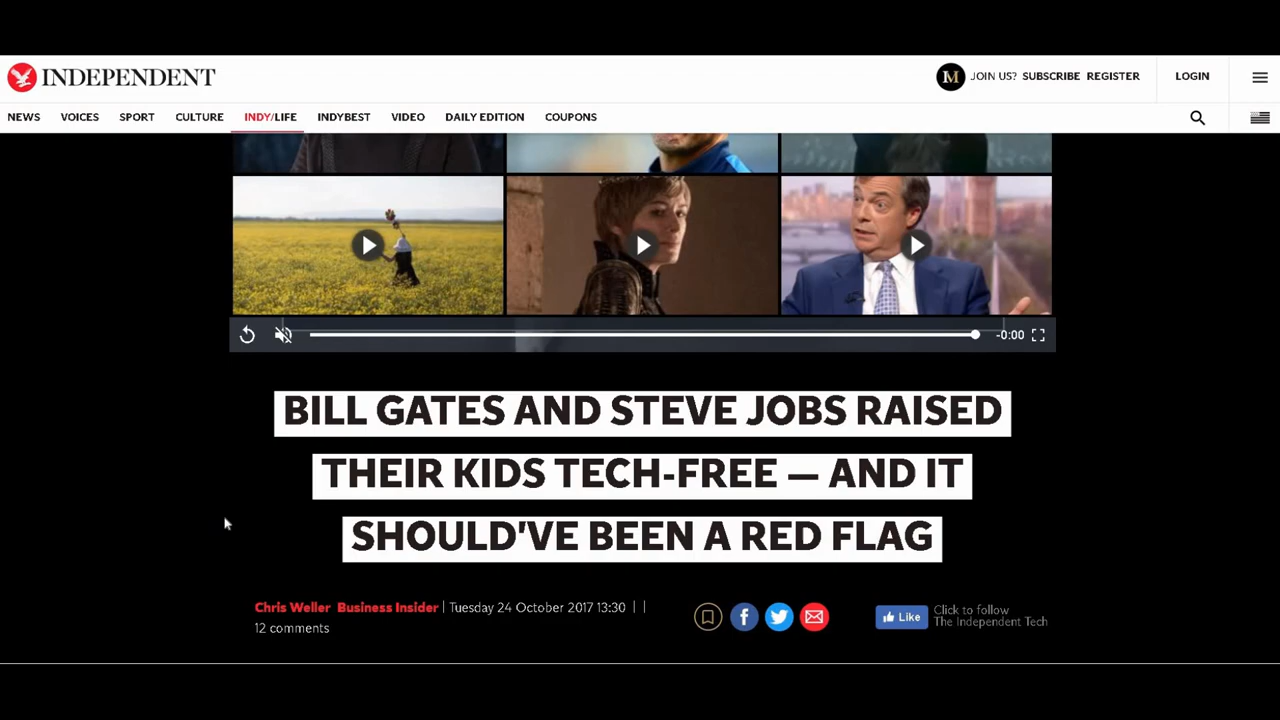 INDEPENDENT
M JOIN US? SUBSCRIBE REGISTER LOGIN
NEWS VOICES SPORT CULTURE INDY/LIFE INDYBEST VIDEO DAILY EDITION COUPONS
-0:00
BILL GATES AND STEVE JOBS RAISED
THEIR KIDS TECH-FREE — AND IT
SHOULD'VE BEEN A RED FLAG
Chris Weller Business Insider | Tuesday 24 October 2017 13:30 | |
12 comments
f
Like
Click to follow
The Independent Tech